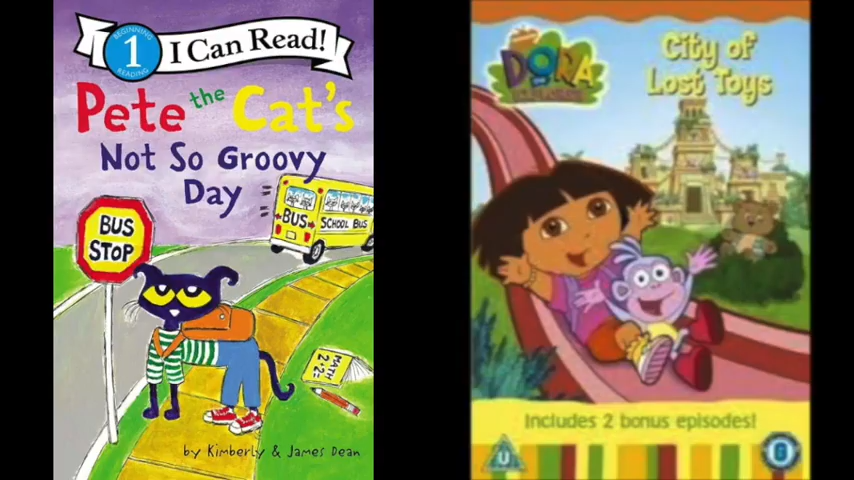 BEGINNING
1
READING
I Can Read!
Pete the Cat's
Not So Groovy
Day
BUS
STOP
BUS
SCHOOL BUS
MATH
2+2=
by Kimberly & James Dean
DORA
City of
Lost Toys
Includes 2 bonus episodes!
U